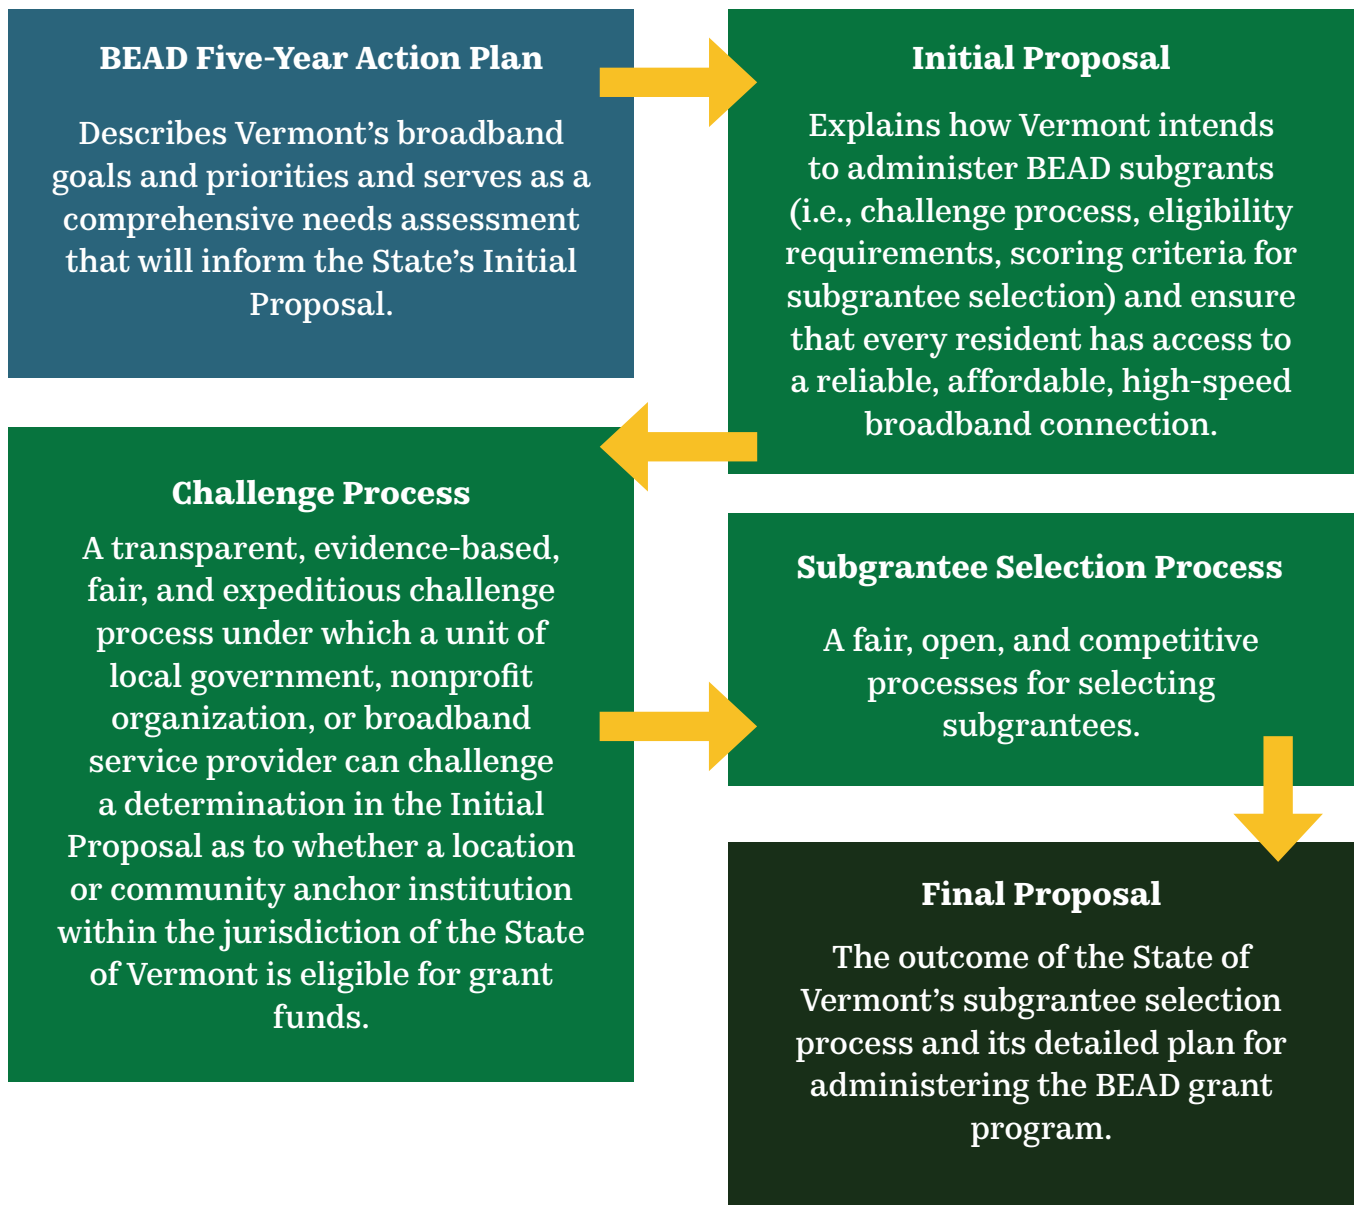 BEAD Five-Year Action Plan
Describes Vermont’s broadband
goals and priorities and serves as a
comprehensive needs assessment
that will inform the State’s Initial
Proposal.
Initial Proposal
Explains how Vermont intends
to administer BEAD subgrants
(i.e., challenge process, eligibility
requirements, scoring criteria for
subgrantee selection) and ensure
that every resident has access to
a reliable, affordable, high-speed
broadband connection.
Challenge Process
A transparent, evidence-based,
fair, and expeditious challenge
process under which a unit of
local government, nonprofit
organization, or broadband
service provider can challenge
a determination in the Initial
Proposal as to whether a location
or community anchor institution
within the jurisdiction of the State
of Vermont is eligible for grant
funds.
Subgrantee Selection Process
A fair, open, and competitive
processes for selecting
subgrantees.
Final Proposal
The outcome of the State of
Vermont’s subgrantee selection
process and its detailed plan for
administering the BEAD grant
program.